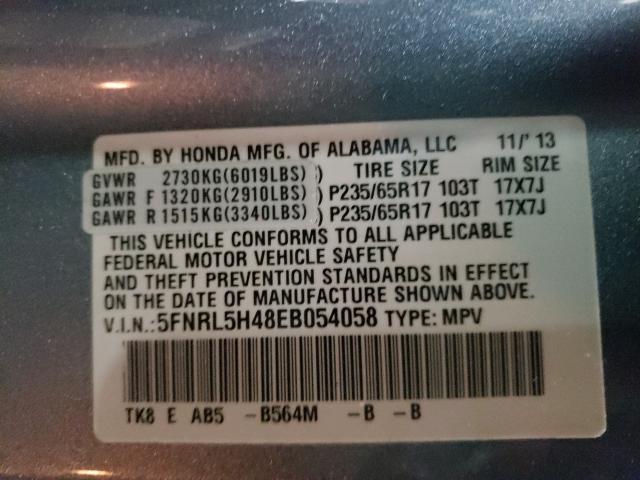 MFD. BY HONDA MFG. OF ALABAMA, LLC 11/'13
GVWR 2730KG(6019LBS) TIRE SIZE RIM SIZE
GAWR F 1320KG(2910LBS) P235/65R17 103T 17X7J
GAWR R 1515KG(3340LBS) P235/65R17 103T 17X7J
THIS VEHICLE CONFORMS TO ALL APPLICABLE
FEDERAL MOTOR VEHICLE SAFETY
AND THEFT PREVENTION STANDARDS IN EFFECT
ON THE DATE OF MANUFACTURE SHOWN ABOVE.
V.I.N.:5FNRL5H48EB054058 TYPE: MPV
TK8 E AB5 -B564M -B -B